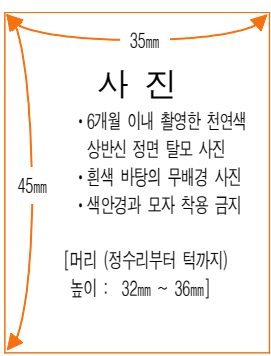 35㎜
사 진
・6개월 이내 촬영한 천연색
상반신 정면 탈모 사진
・흰색 바탕의 무배경 사진
・색안경과 모자 착용 금지
45㎜
[머리 (정수리부터 턱까지)
높이 : 32㎜ ~ 36㎜]